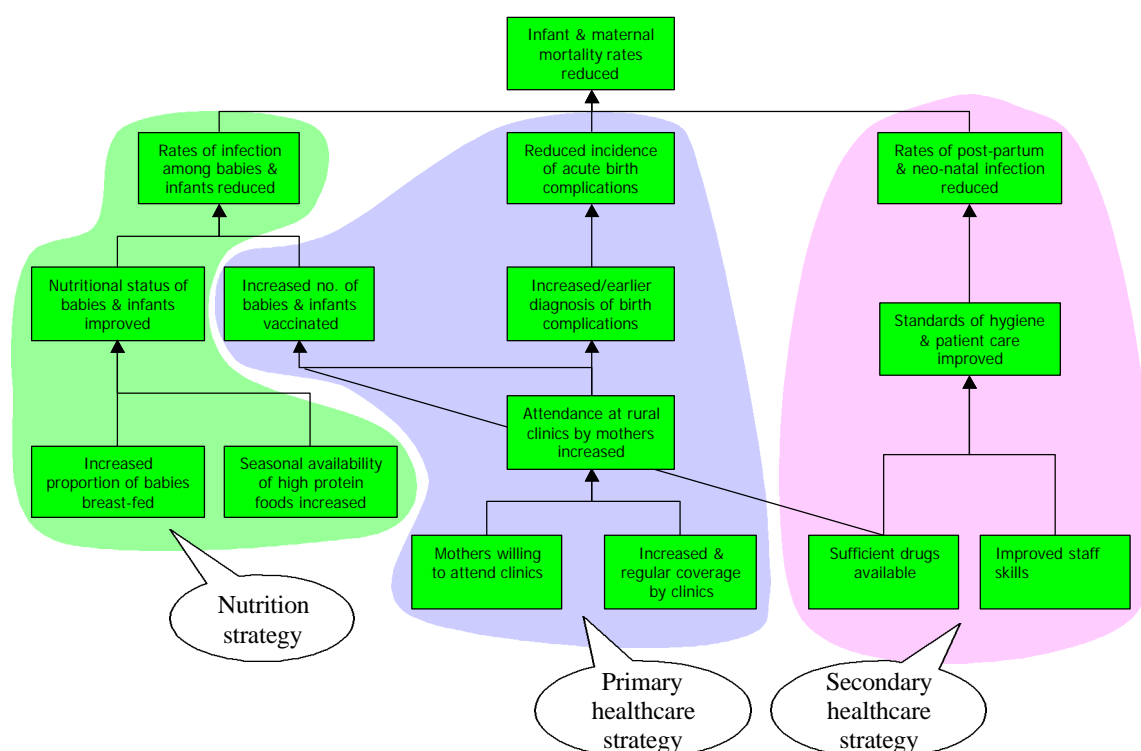 Infant & maternal
mortality rates
reduced
Rates of infection
among babies &
infants reduced
Reduced incidence
of acute birth
complications
Rates of post-partum
& neo-natal infection
reduced
Nutritional status of
babies & infants
improved
Increased no. of
babies & infants
vaccinated
Increased/earlier
diagnosis of birth
complications
Standards of hygiene
& patient care
improved
Attendance at rural
clinics by mothers
increased
Increased
proportion of babies
breast-fed
Seasonal availability
of high protein
foods increased
Mothers willing
to attend clinics
Increased &
regular coverage
by clinics
Sufficient drugs
available
Improved staff
skills
Nutrition
strategy
Primary
healthcare
strategy
Secondary
healthcare
strategy